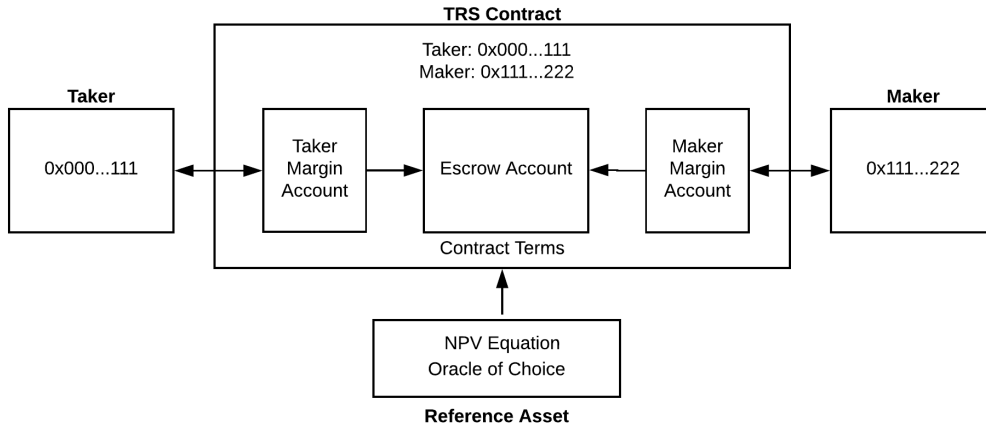 TRS Contract
Taker: 0x000...111
Maker: 0x111...222
Taker
0x000...111
Taker
Margin
Account
Escrow Account
Maker
Margin
Account
Maker
0x111...222
Contract Terms
NPV Equation
Oracle of Choice
Reference Asset